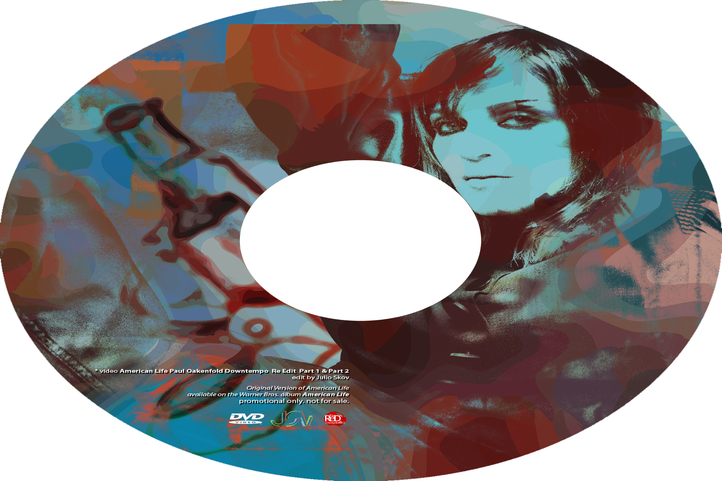 * video American Life Paul Oakenfold Downtempo Re Edit Part 1 & Part 2
edit by Julio Skov
Original Version of American Life
available on the Warner Bros. album American Life
promotional only, not for sale.
DVD
VIDEO